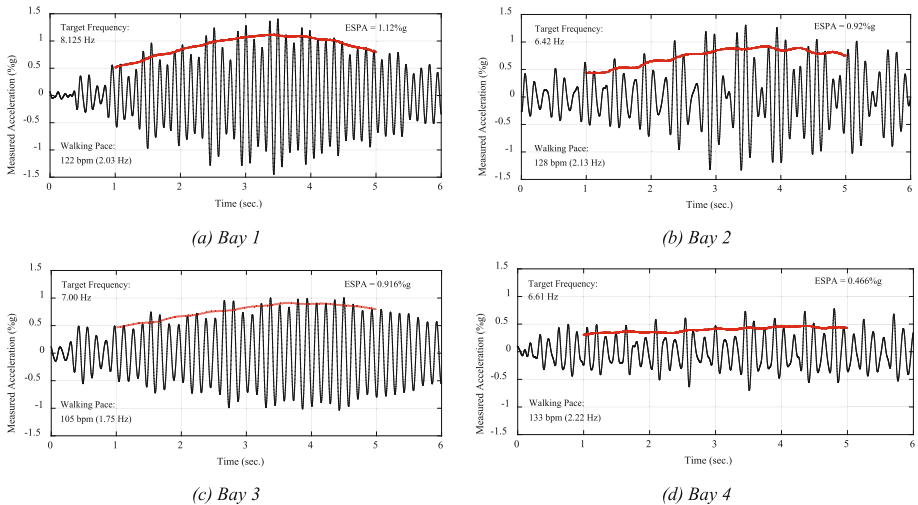 Target Frequency:
8.125 Hz
ESPA = 1.12%g
Walking Pace:
122 bpm (2.03 Hz)
Measured Acceleration (%g)
1.5
1
0.5
0
-0.5
-1
-1.5
0 1 2 3 4 5 6
Time (sec.)
(a) Bay 1
Target Frequency:
6.42 Hz
ESPA = 0.92%g
Walking Pace:
128 bpm (2.13 Hz)
Measured Acceleration (%g)
1.5
1
0.5
0
-0.5
-1
-1.5
0 1 2 3 4 5 6
Time (sec.)
(b) Bay 2
Target Frequency:
7.00 Hz
ESPA = 0.916%g
Walking Pace:
105 bpm (1.75 Hz)
Measured Acceleration (%g)
1.5
1
0.5
0
-0.5
-1
-1.5
0 1 2 3 4 5 6
Time (sec.)
(c) Bay 3
Target Frequency:
6.61 Hz
ESPA = 0.466%g
Walking Pace:
133 bpm (2.22 Hz)
Measured Acceleration (%g)
1.5
1
0.5
0
-0.5
-1
-1.5
0 1 2 3 4 5 6
Time (sec.)
(d) Bay 4